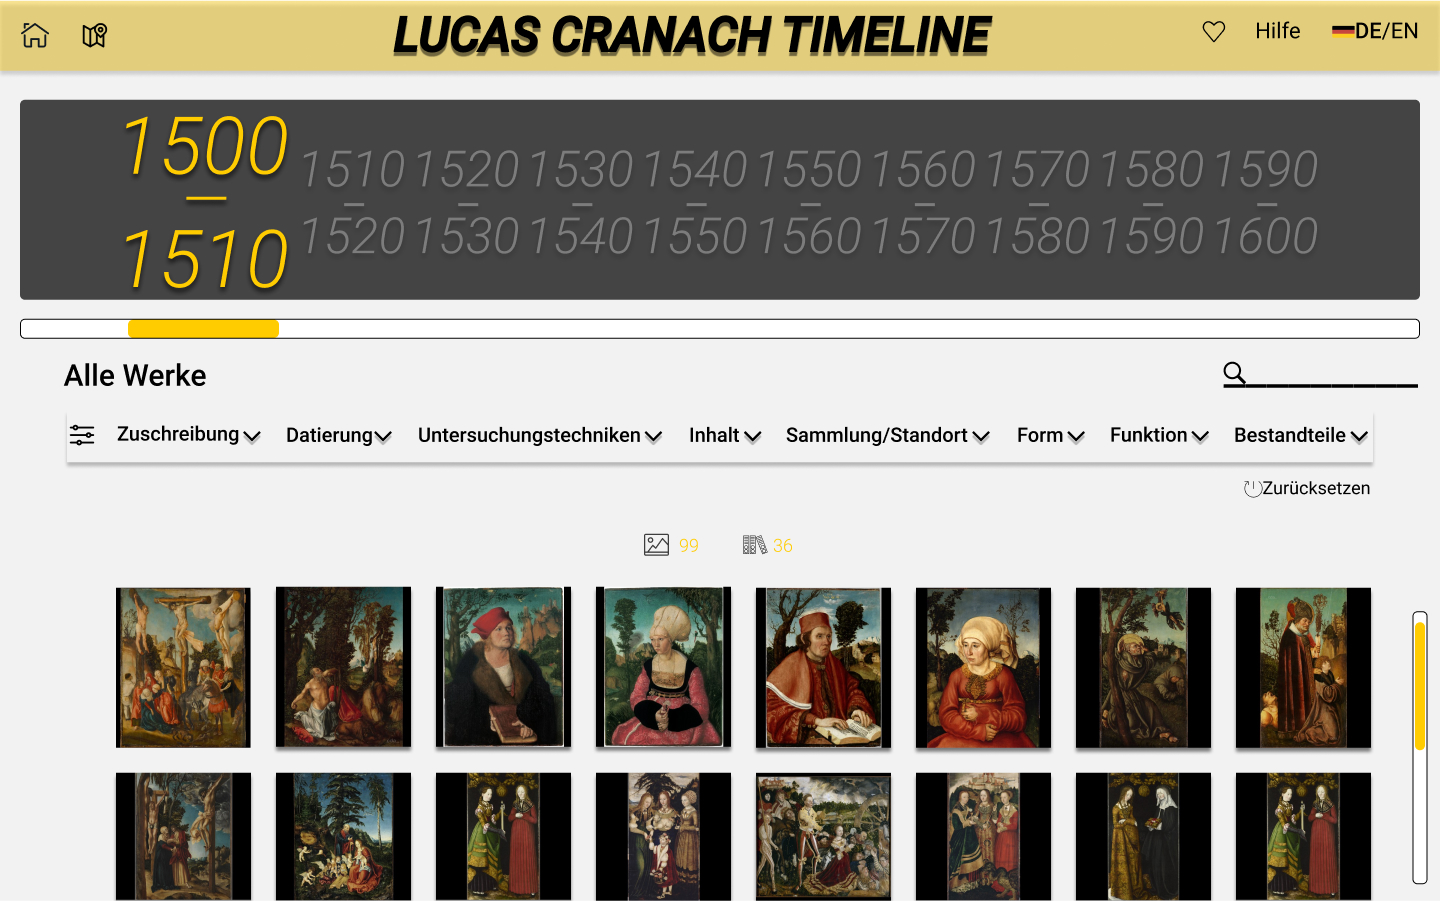 LUCAS CRANACH TIMELINE
Hilfe
DE/EN
1500 1510 1520 1530 1540 1550 1560 1570 1580 1590
1510 1520 1530 1540 1550 1560 1570 1580 1590 1600
Alle Werke
Zuschreibung Datierung Untersuchungstechniken Inhalt Sammlung/Standort Form Funktion Bestandteile
Zurücksetzen
99 36